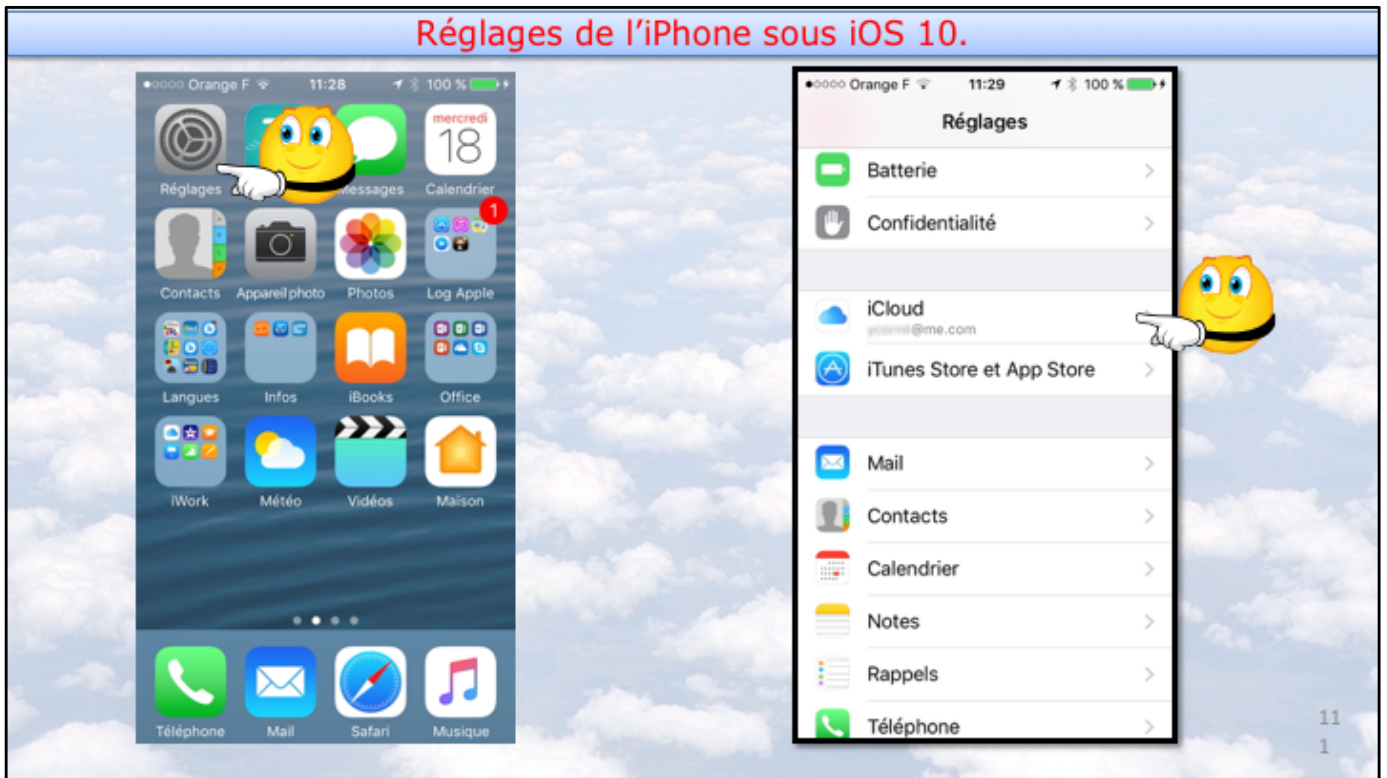 Réglages de l’iPhone sous iOS 10.
Orange F 11:28 100 %
mercredi
18
Réglages Messages Calendrier
1
Contacts Appareil photo Photos Log Apple
Langues Infos iBooks Office
iWork Météo Vidéos Maison
Téléphone Mail Safari Musique
Orange F 11:29 100 %
Réglages
Batterie
Confidentialité
iCloud
@me.com
iTunes Store et App Store
Mail
Contacts
Calendrier
Notes
Rappels
Téléphone
11
1